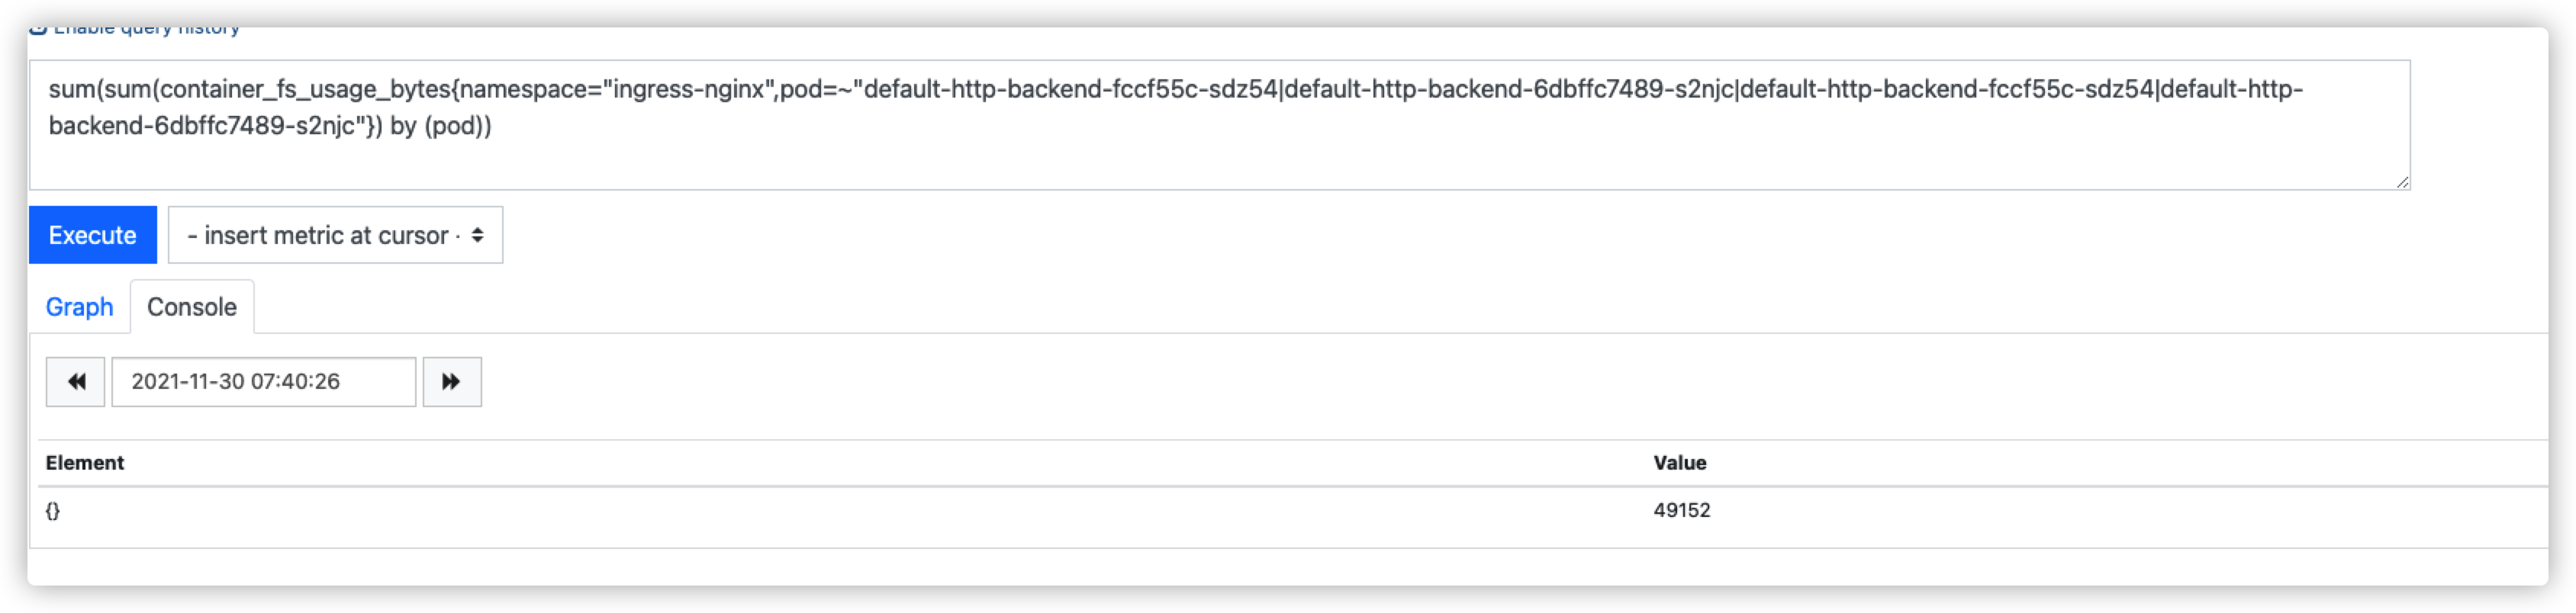 Enable query history
sum(sum(container_fs_usage_bytes{namespace="ingress-nginx",pod=~"default-http-backend-fccf55c-sdz54|default-http-backend-6dbffc7489-s2njc|default-http-backend-fccf55c-sdz54|default-http-
backend-6dbffc7489-s2njc"}) by (pod))
Execute
- insert metric at cursor ·
Graph
Console
2021-11-30 07:40:26
Element Value
{} 49152